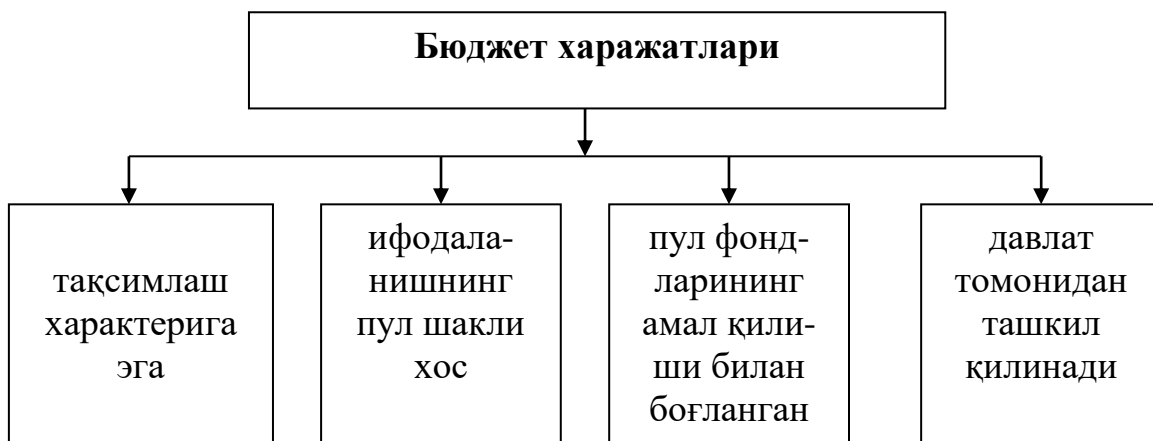 Бюджет харажатлари
тақсимлаш
характерига
эга
ифодала-
нишнинг
пул шакли
хос
пул фонд-
ларининг
амал қили-
ши билан
боғланган
давлат
томонидан
ташкил
қилинади